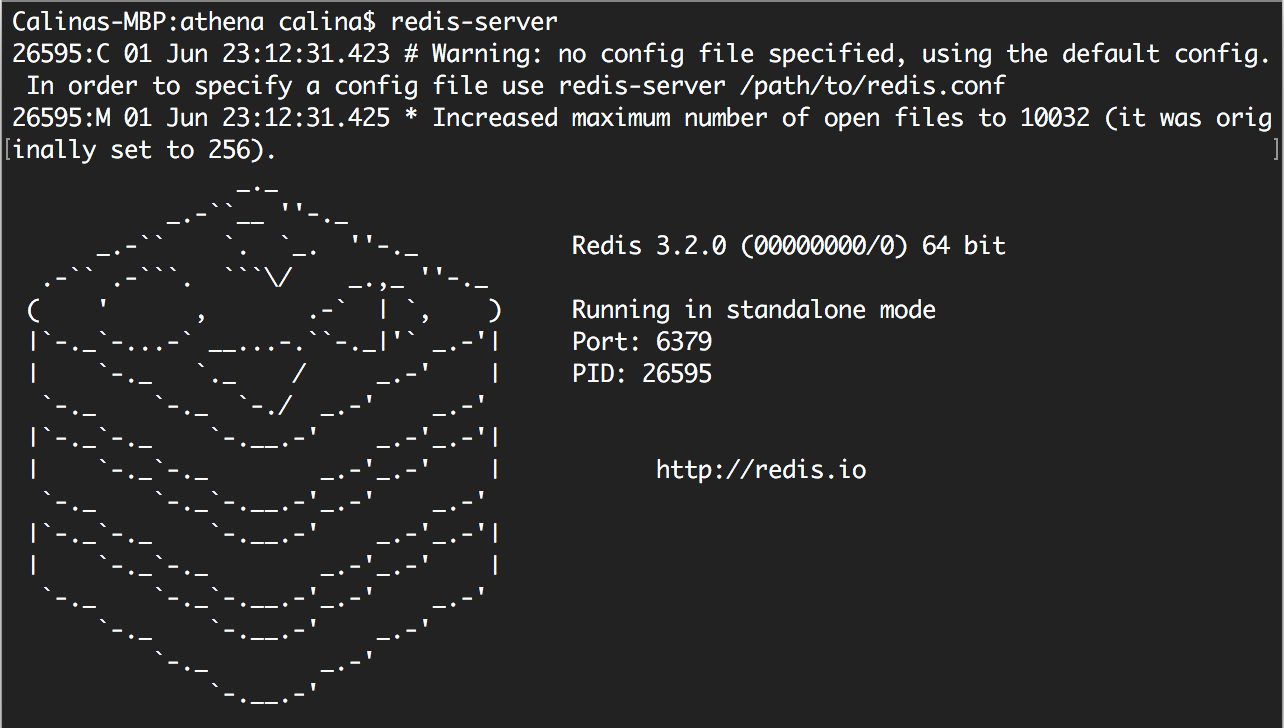 Calinas-MBP:athena calina$ redis-server
26595:C 01 Jun 23:12:31.423 # Warning: no config file specified, using the default config.
 In order to specify a config file use redis-server /path/to/redis.conf
26595:M 01 Jun 23:12:31.425 * Increased maximum number of open files to 10032 (it was orig
inally set to 256).
Redis 3.2.0 (00000000/0) 64 bit
Running in standalone mode
Port: 6379
PID: 26595
http://redis.io